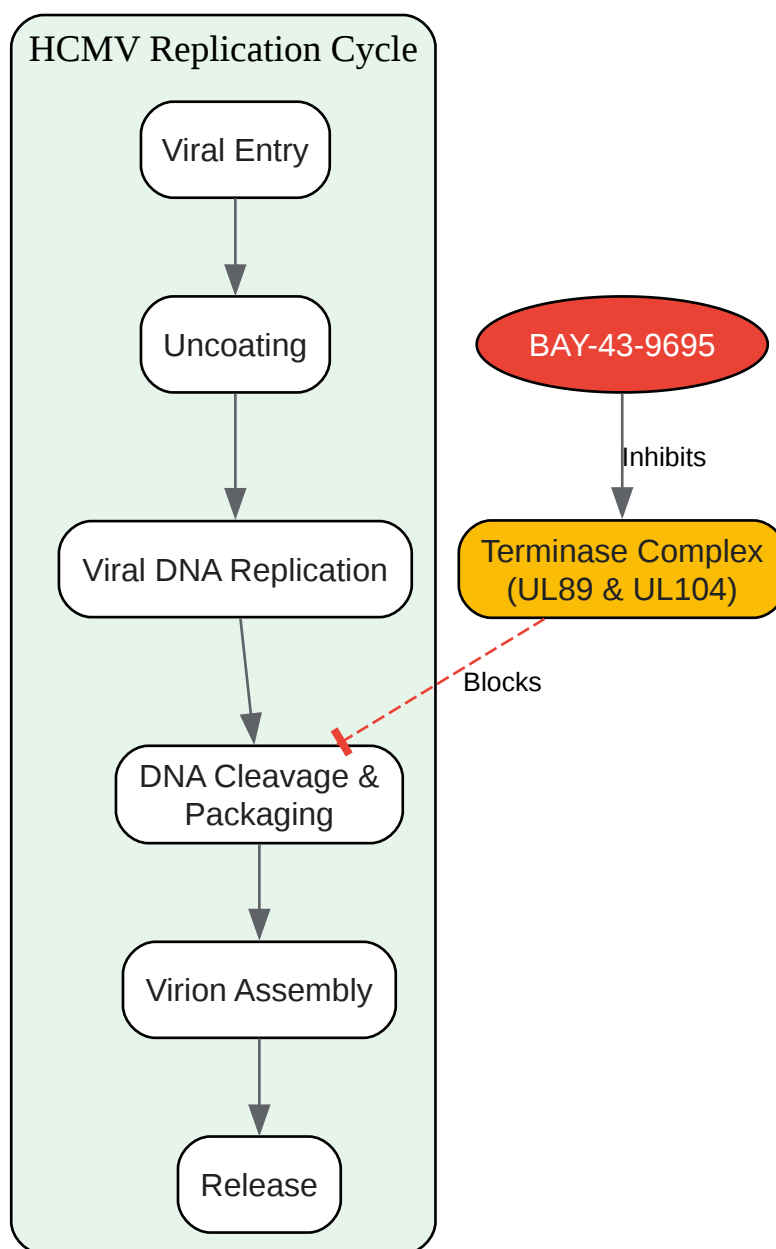 HCMV Replication Cycle
Viral Entry
Uncoating
BAY-43-9695
Inhibits
Viral DNA Replication
Terminase Complex
(UL89 & UL104)
Blocks
DNA Cleavage &
Packaging
Virion Assembly
Release